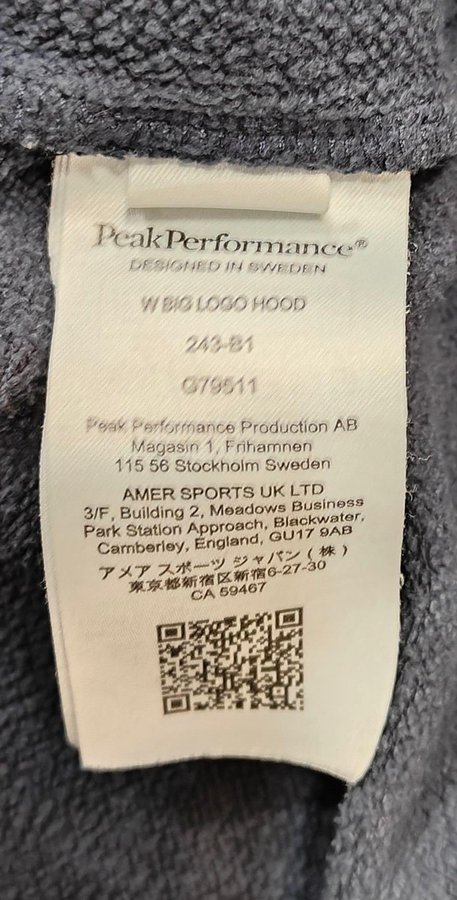 PeakPerformance®
DESIGNED IN SWEDEN
W BIG LOGO HOOD
243-B1
G79511
Peak Performance Production AB
Magasin 1, Frihamnen
115 56 Stockholm Sweden
AMER SPORTS UK LTD
3/F, Building 2, Meadows Business
Park Station Approach, Blackwater,
Camberley, England, GU17 9AB
アメア スポーツ ジャパン (株)
東京都新宿区新宿6-27-30
CA 59467